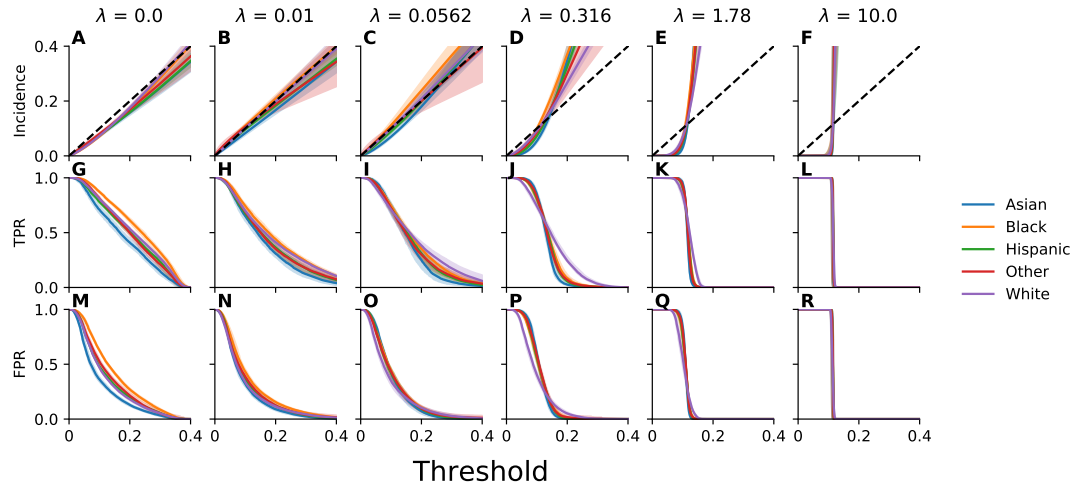 λ = 0.0 λ = 0.01 λ = 0.0562 λ = 0.316 λ = 1.78 λ = 10.0
A B C D E F
0.4
0.2
0.0
Incidence
G H I J K L
1.0
0.5
0.0
TPR
M N O P Q R
1.0
0.5
0.0
FPR
0 0.2 0.4 0 0.2 0.4 0 0.2 0.4 0 0.2 0.4 0 0.2 0.4 0 0.2 0.4
Threshold
Asian
Black
Hispanic
Other
White